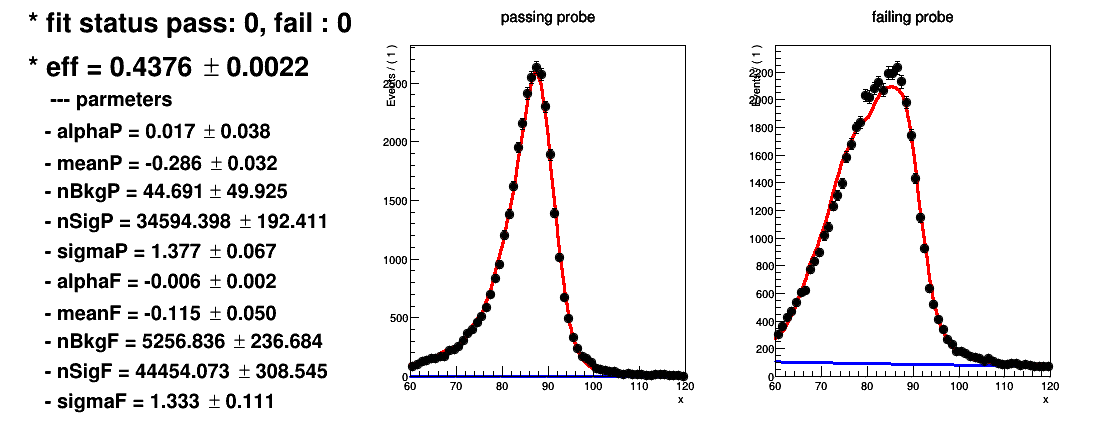 * fit status pass: 0, fail : 0
* eff = 0.4376 ± 0.0022
--- parmeters
- alphaP = 0.017 ± 0.038
- meanP = -0.286 ± 0.032
- nBkgP = 44.691 ± 49.925
- nSigP = 34594.398 ± 192.411
- sigmaP = 1.377 ± 0.067
- alphaF = -0.006 ± 0.002
- meanF = -0.115 ± 0.050
- nBkgF = 5256.836 ± 236.684
- nSigF = 44454.073 ± 308.545
- sigmaF = 1.333 ± 0.111
passing probe
Events / ( 1 )
2500
2000
1500
1000
500
0
60 70 80 90 100 110 120
x
failing probe
Events / ( 1 )
2200
2000
1800
1600
1400
1200
1000
800
600
400
200
0
60 70 80 90 100 110 120
x